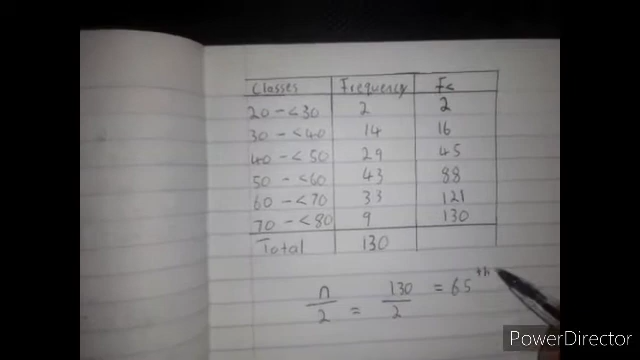 Classes Frequency Fc
20 - <30 2 2
30 - <40 14 16
40 - <50 29 45
50 - <60 43 88
60 - <70 33 121
70 - <80 9 130
Total 130
n/2 = 130/2 = 65th
PowerDirector